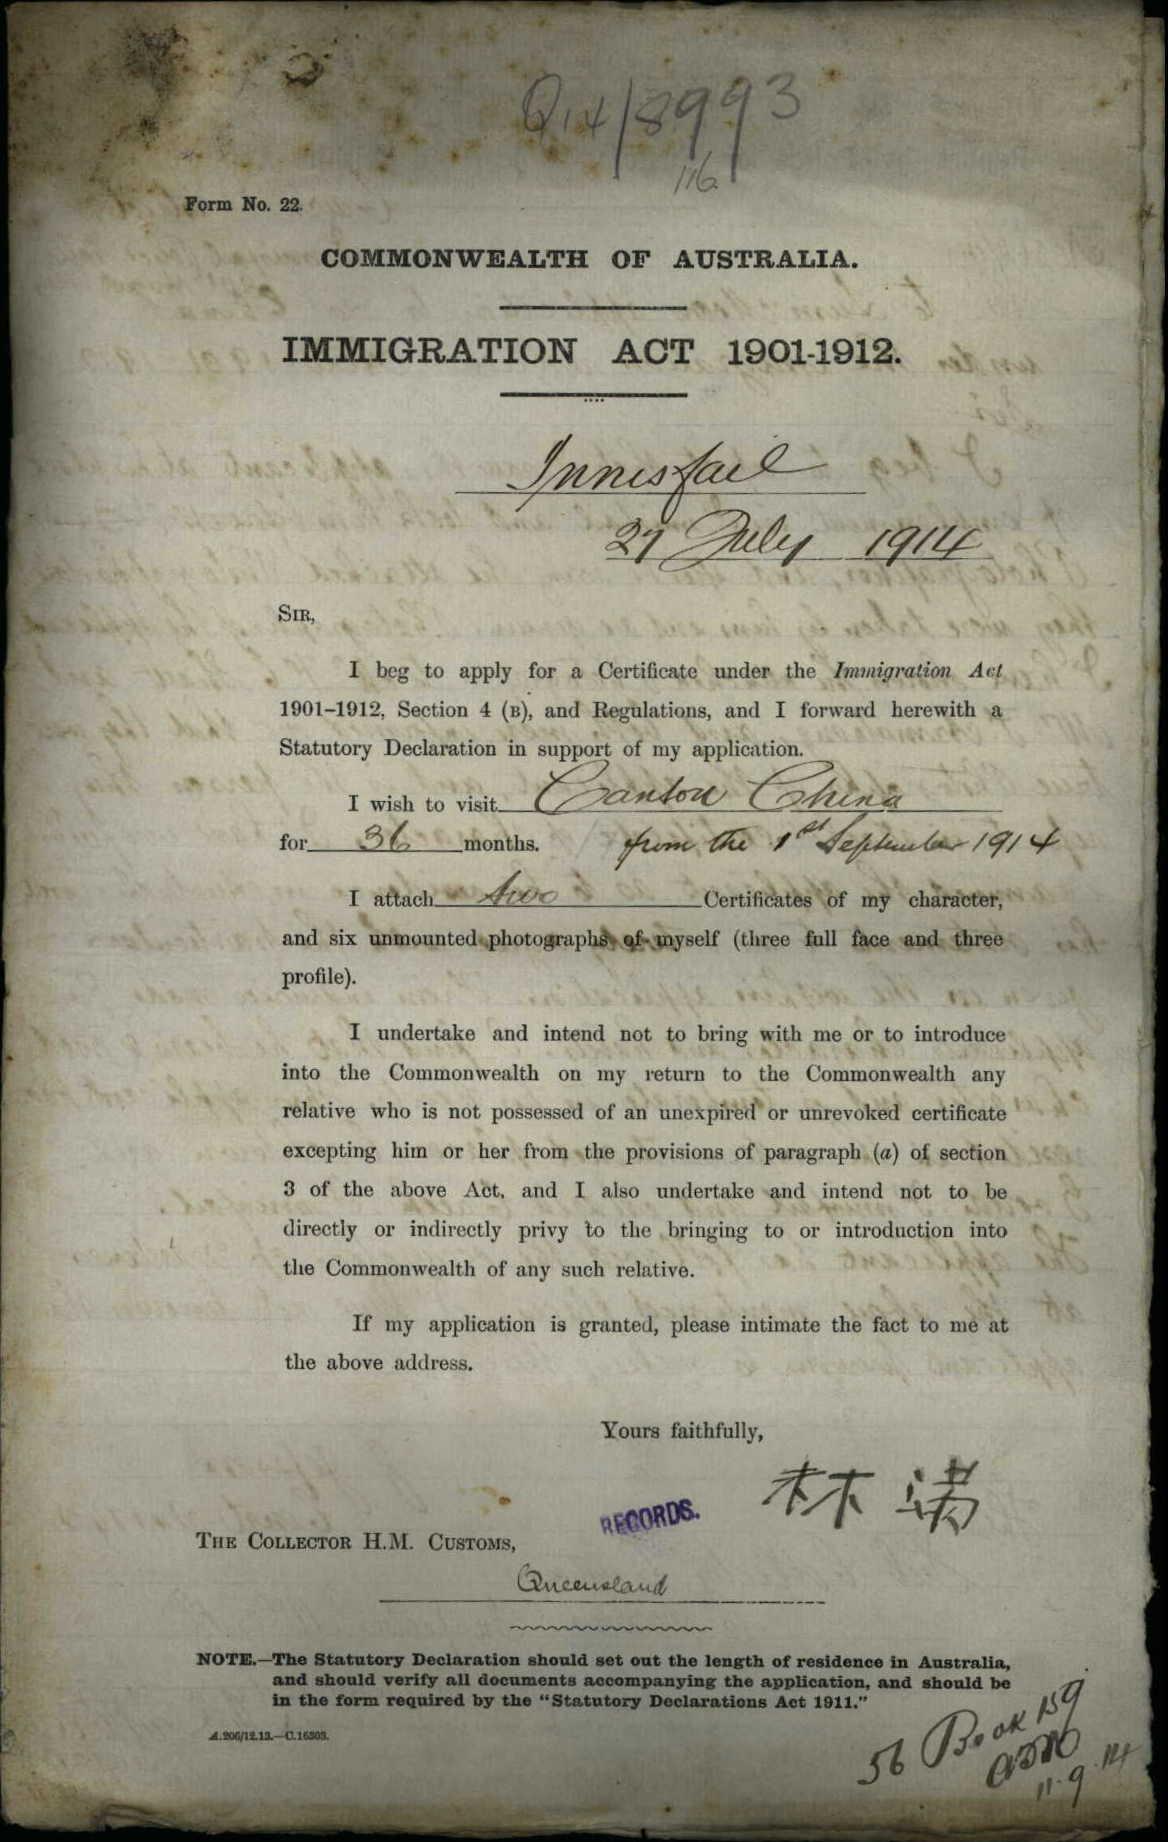 Q14/8993
116
Form No. 22.
COMMONWEALTH OF AUSTRALIA.
IMMIGRATION ACT 1901-1912.
Innisfail
27 July 1914
SIR,
I beg to apply for a Certificate under the Immigration Act
1901–1912, Section 4 (B), and Regulations, and I forward herewith a
Statutory Declaration in support of my application.
I wish to visit Canton China
for 36 months. from the 1st September 1914
I attach two Certificates of my character,
and six unmounted photographs of myself (three full face and three
profile).
I undertake and intend not to bring with me or to introduce
into the Commonwealth on my return to the Commonwealth any
relative who is not possessed of an unexpired or unrevoked certificate
excepting him or her from the provisions of paragraph (a) of section
3 of the above Act, and I also undertake and intend not to be
directly or indirectly privy to the bringing to or introduction into
the Commonwealth of any such relative.
If my application is granted, please intimate the fact to me at
the above address.
Yours faithfully,
林
RECORDS.
THE COLLECTOR H.M. CUSTOMS,
Queensland
NOTE.—The Statutory Declaration should set out the length of residence in Australia,
and should verify all documents accompanying the application, and should be
in the form required by the "Statutory Declarations Act 1911."
A.206/12.13.—C.16303.
56 Book 159
11.9.14